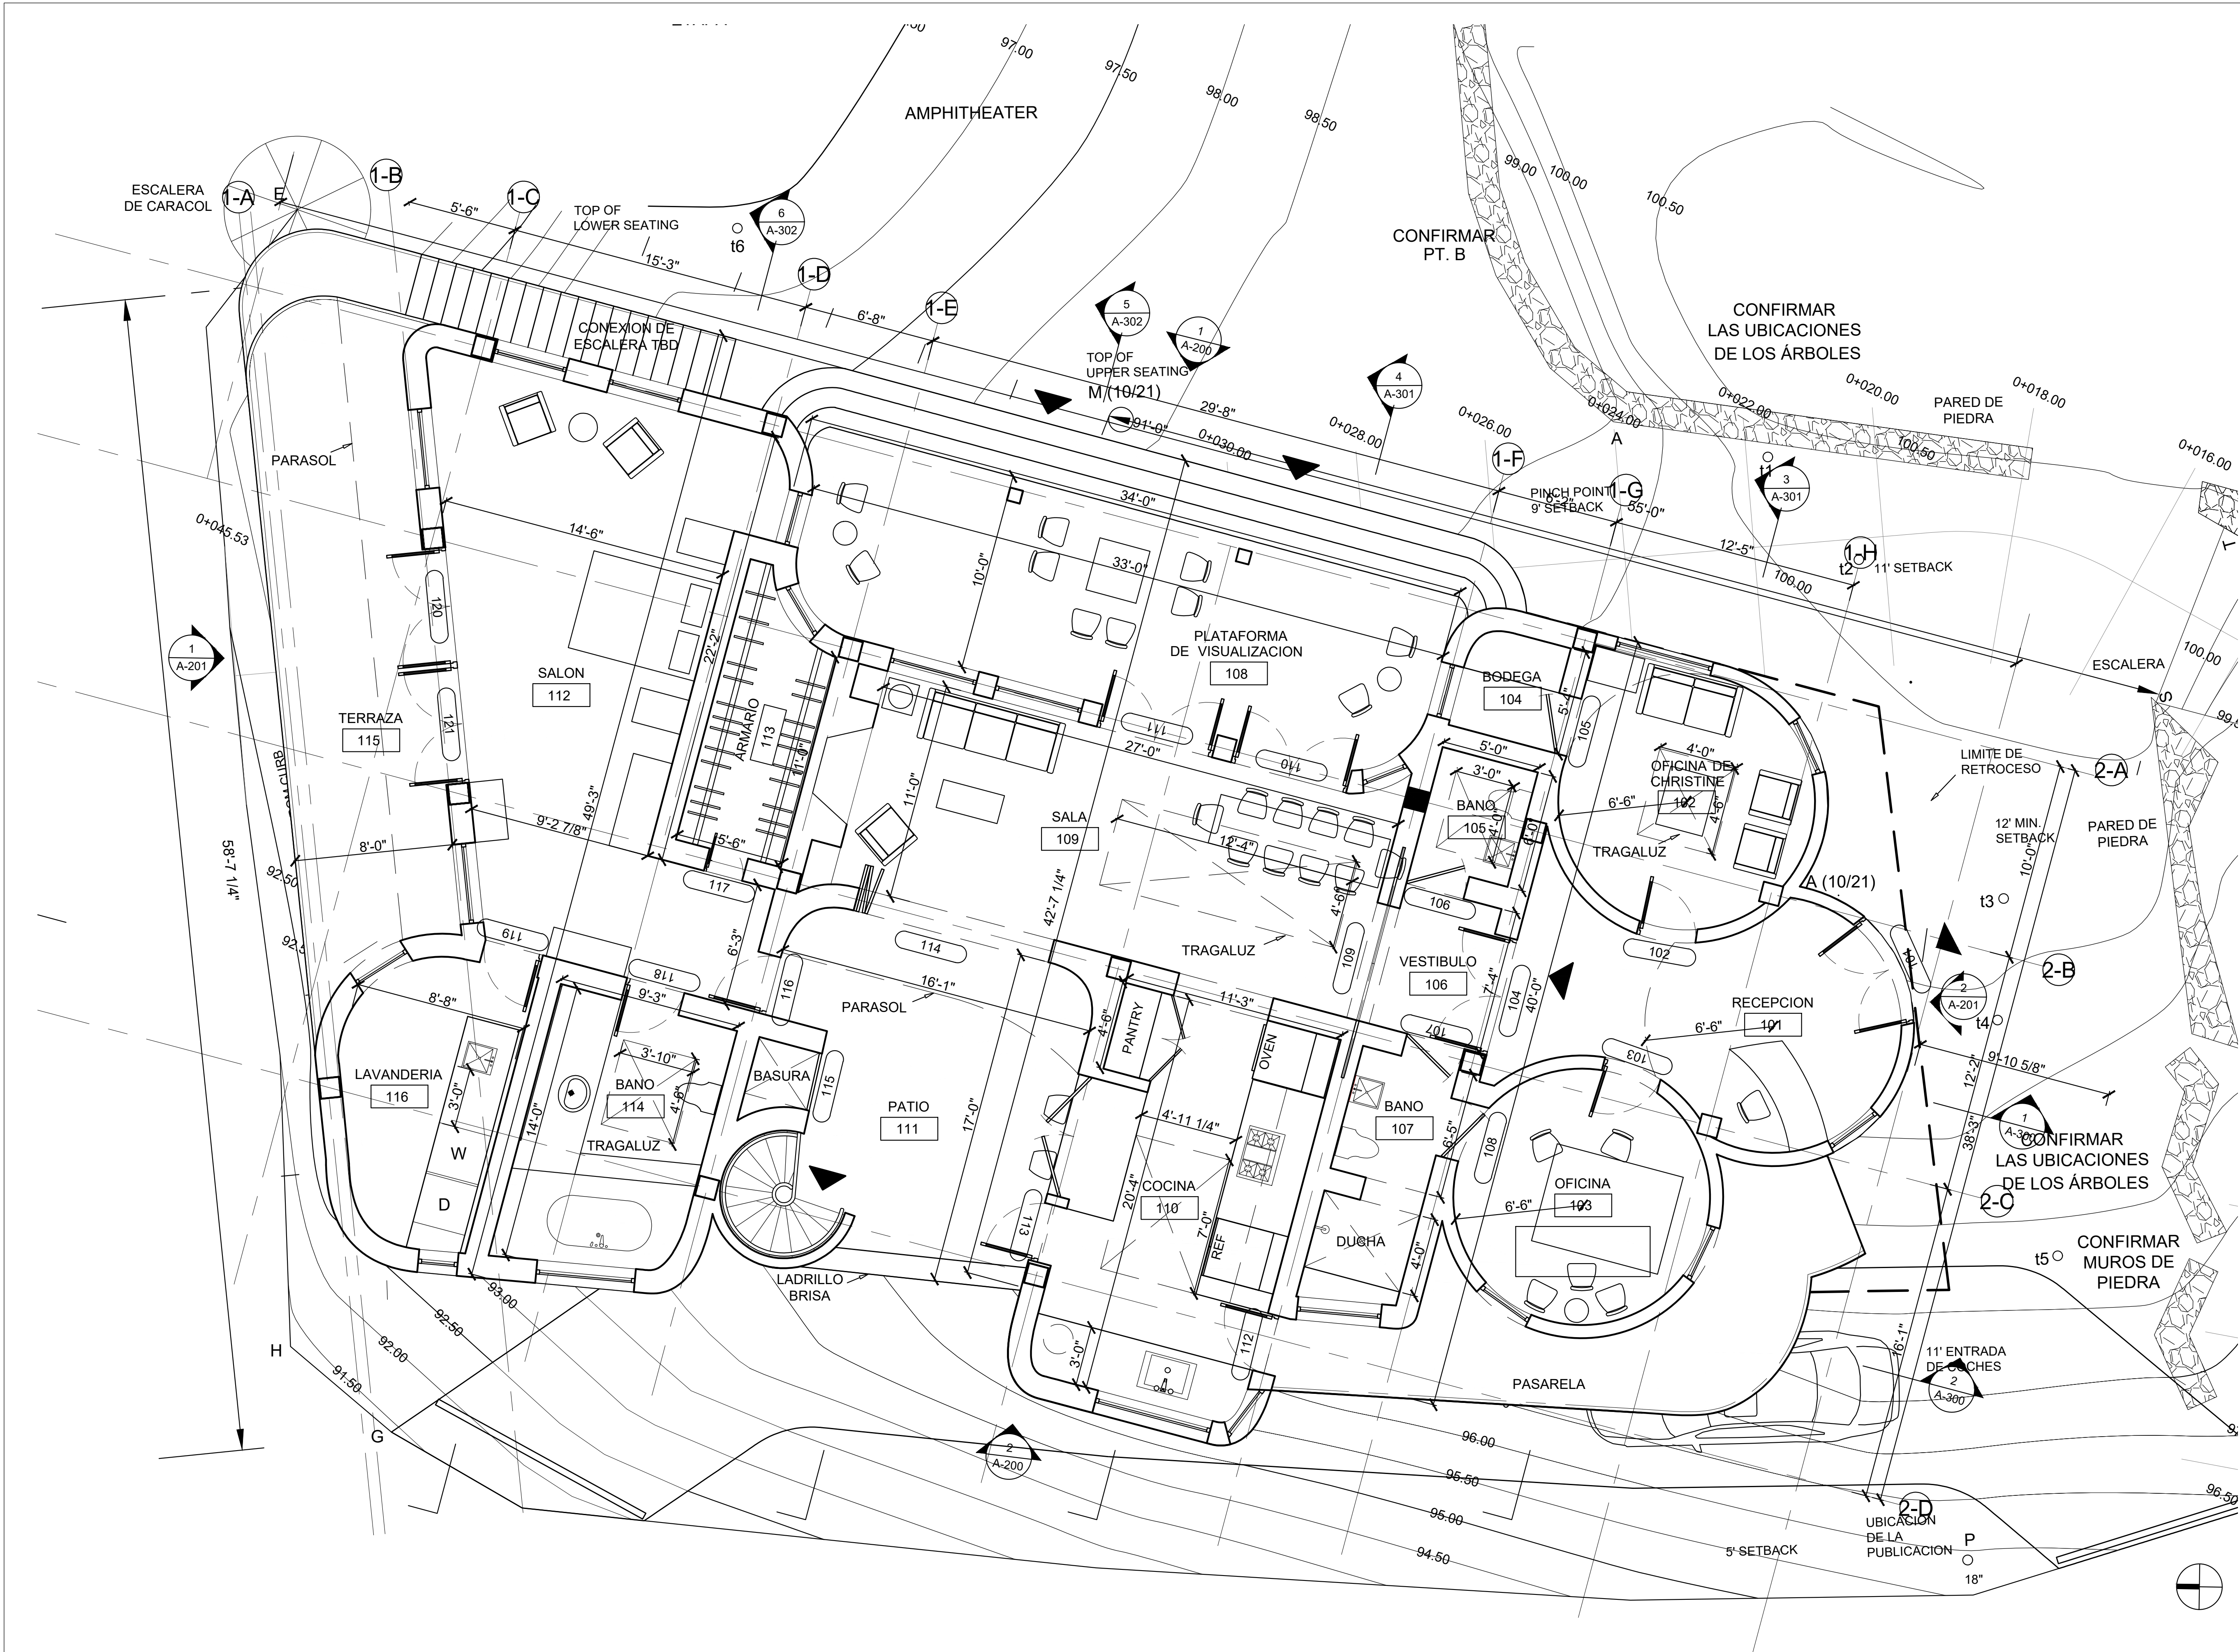 97.00
97.50
98.00
98.50
AMPHITHEATER
99.00
100.00
100.50
ESCALERA
DE CARACOL
1-A
E
1-B
1-C
5'-6"
TOP OF
LOWER SEATING
t6
6
A-302
15'-3"
1-D
6'-8"
1-E
CONEXION DE
ESCALERA TBD
5
A-302
1
A-200
TOP OF
UPPER SEATING
M (10/21)
91'-0"
29'-8"
0+030.00
4
A-301
0+028.00
0+026.00
0+024.00
0+022.00
0+020.00
0+018.00
0+016.00
CONFIRMAR
PT. B
CONFIRMAR
LAS UBICACIONES
DE LOS ÁRBOLES
PARED DE
PIEDRA
100.50
A
1-F
1-G
PINCH POINT
9' SETBACK
6'-2"
55'-0"
t1
3
A-301
12'-5"
100.00
1-H
t2
11' SETBACK
T
ESCALERA
S
100.00
PARASOL
0+045.53
14'-6"
34'-0"
33'-0"
10'-0"
120
1
A-201
SALON
112
22'-2"
ARMARIO
113
11'-0"
TERRAZA
115
121
49'-3"
9'-2 7/8"
8'-0"
5'-6"
117
58'-7 1/4"
92.50
PLATAFORMA
DE VISUALIZACION
108
111
27'-0"
110
11'-0"
SALA
109
12'-4"
42'-7 1/4"
4'-6"
TRAGALUZ
109
BODEGA
104
5'-4"
105
5'-0"
3'-0"
BANO
105
4'-0"
6'-0"
106
4'-0"
OFICINA DE
CHRISTINE
102
6'-6"
4'-6"
TRAGALUZ
102
LIMITE DE
RETROCESO
2-A
12' MIN.
SETBACK
PARED DE
PIEDRA
10'-0"
A (10/21)
t3
101
2-B
2
A-201
t4
119
118
9'-3"
6'-3"
116
114
16'-1"
PARASOL
8'-8"
11'-3"
4'-6"
PANTRY
OVEN
VESTIBULO
106
7'-4"
104
40'-0"
107
RECEPCION
101
6'-6"
103
9'-10 5/8"
12'-2"
38'-3"
1
A-300
CONFIRMAR
LAS UBICACIONES
DE LOS ÁRBOLES
2-C
LAVANDERIA
116
3'-0"
W
D
14'-0"
3'-10"
BANO
114
4'-6"
TRAGALUZ
BASURA
115
PATIO
111
17'-0"
4'-11 1/4"
BANO
107
6'-5"
108
COCINA
110
20'-4"
7'-0"
REF
113
DUCHA
4'-0"
OFICINA
103
6'-6"
t5
CONFIRMAR
MUROS DE
PIEDRA
LADRILLO
BRISA
93.00
92.50
92.00
91.50
H
G
3'-0"
112
PASARELA
16'-1"
11' ENTRADA
DE COCHES
2
A-300
2
A-200
96.00
95.50
95.00
94.50
96.50
2-D
UBICACION
DE LA
PUBLICACION
P
18"
5' SETBACK